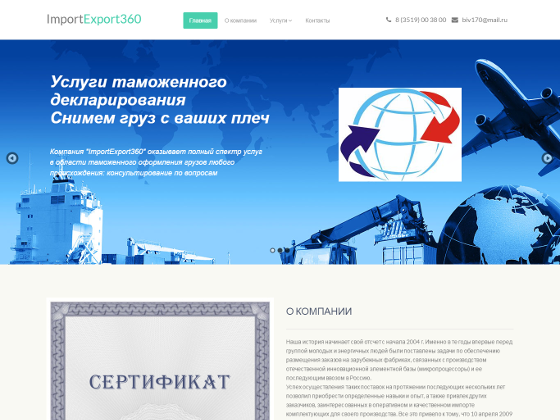 ImportExport360
Главная
О компании
Услуги
Контакты
8 (3519) 00 38 00
biv170@mail.ru
Услуги таможенного
декларирования
Снимем груз с ваших плеч
Компания "ImportExport360" оказывает полный спектр услуг
в области таможенного оформления грузов любого
происхождения: консультирование по вопросам
СЕРТИФИКАТ
О КОМПАНИИ
Наша история начинает свой отчет с начала 2004 г. Именно в те годы впервые перед
группой молодых и энергичных людей были поставлены задачи по обеспечению
размещения заказов на зарубежных фабриках, связанных с производством
отечественной инновационной элементной базы (микропроцессоры) и ее
последующим ввозом в Россию.
Успех осуществления таких поставок на протяжении последующих несколько лет
позволил приобрести определенные навыки и опыт, а также привлек других
заказчиков, заинтересованных в оперативном и качественном импорте
комплектующих для своего производства. Все это привело к тому, что 10 апреля 2009